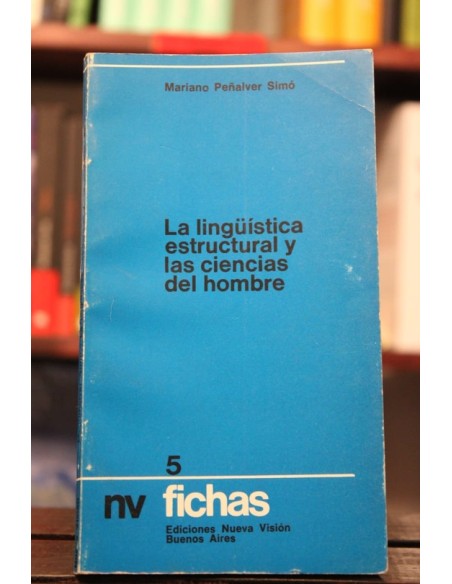 Mariano Peñalver Simó
La lingüística
estructural y
las ciencias
del hombre
5
nv fichas
Ediciones Nueva Visión
Buenos Aires